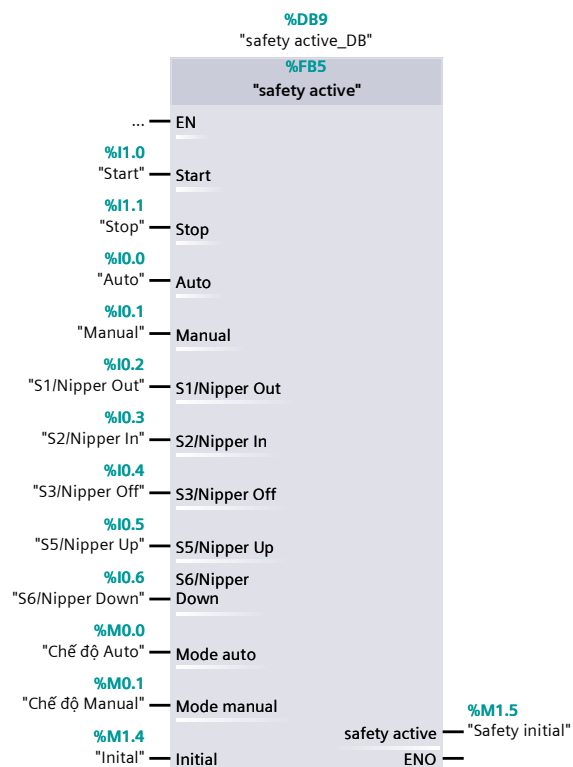 %DB9
"safety active_DB"
%FB5
"safety active"
... EN
%I1.0
"Start" Start
%I1.1
"Stop" Stop
%I0.0
"Auto" Auto
%I0.1
"Manual" Manual
%I0.2
"S1/Nipper Out" S1/Nipper Out
%I0.3
"S2/Nipper In" S2/Nipper In
%I0.4
"S3/Nipper Off" S3/Nipper Off
%I0.5
"S5/Nipper Up" S5/Nipper Up
%I0.6 S6/Nipper
"S6/Nipper Down" Down
%M0.0
"Chế độ Auto" Mode auto
%M0.1
"Chế độ Manual" Mode manual
%M1.5
safety active "Safety initial"
%M1.4
"Inital" Initial ENO